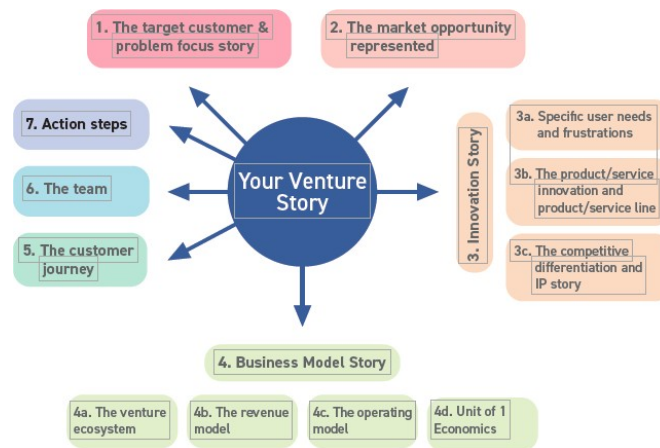 1. The target customer &
problem focus story
2. The market opportunity
represented
7. Action steps
6. The team
5. The customer
journey
Your Venture
Story
3. Innovation Story
3a. Specific user needs
and frustrations
3b. The product/service
innovation and
product/service line
3c. The competitive
differentiation and
IP story
4. Business Model Story
4a. The venture
ecosystem
4b. The revenue
model
4c. The operating
model
4d. Unit of 1
Economics